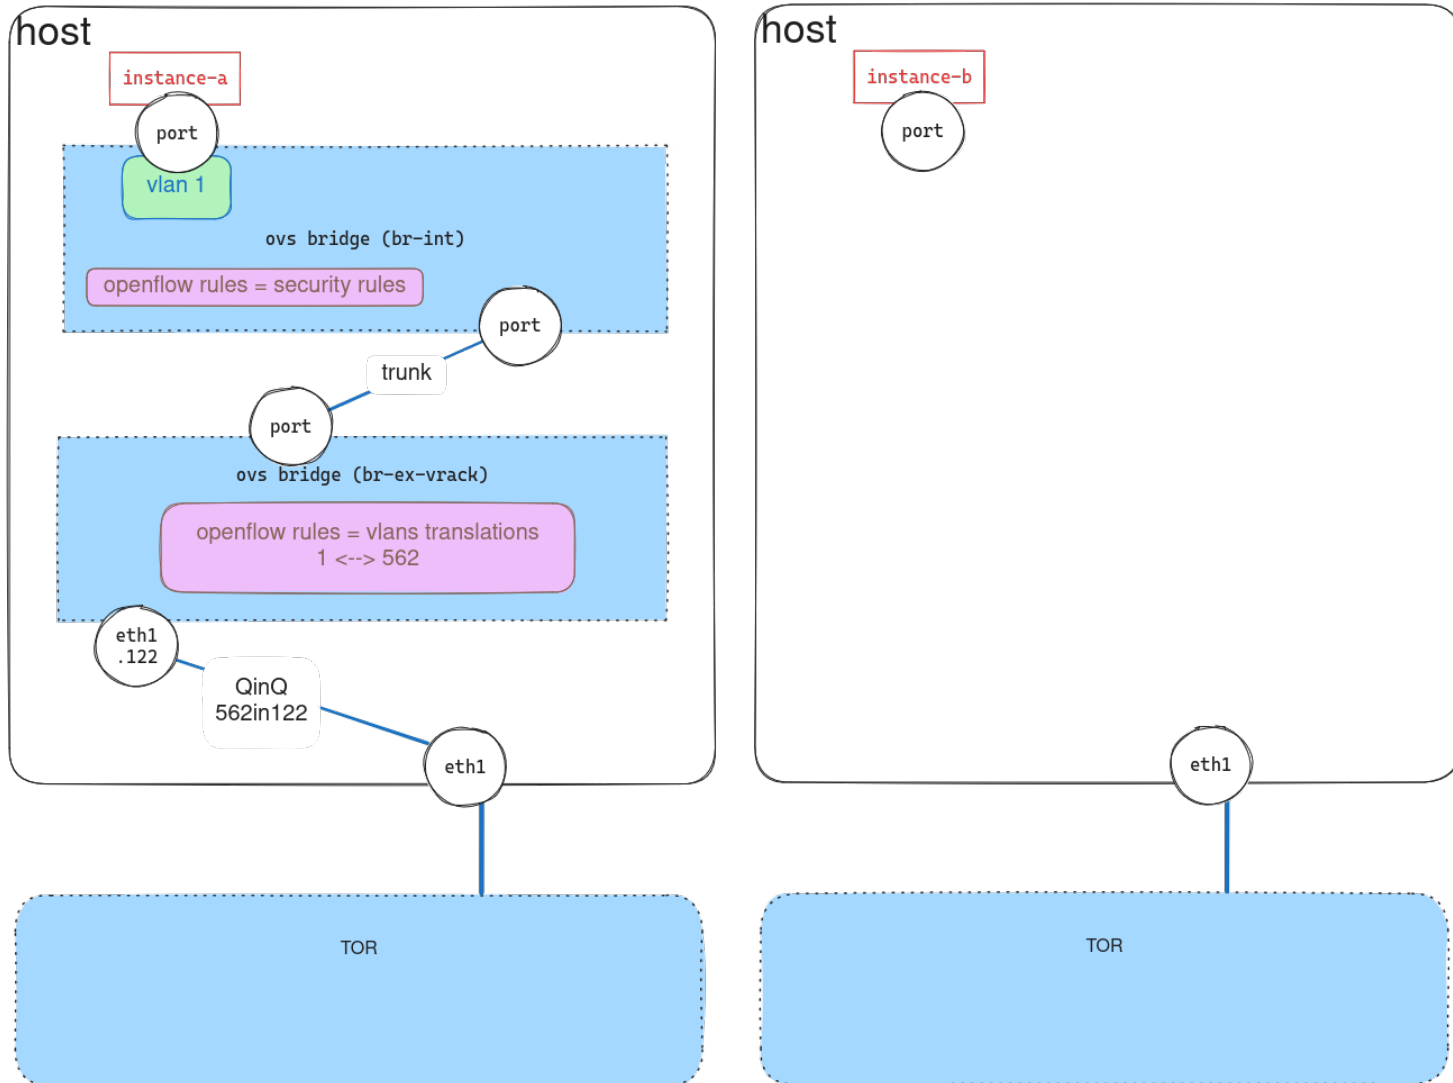 host
instance-a
port
vlan 1
ovs bridge (br-int)
openflow rules = security rules
port
trunk
port
ovs bridge (br-ex-vrack)
openflow rules = vlans translations
1 <--> 562
eth1
.122
QinQ
562in122
eth1
TOR
host
instance-b
port
eth1
TOR